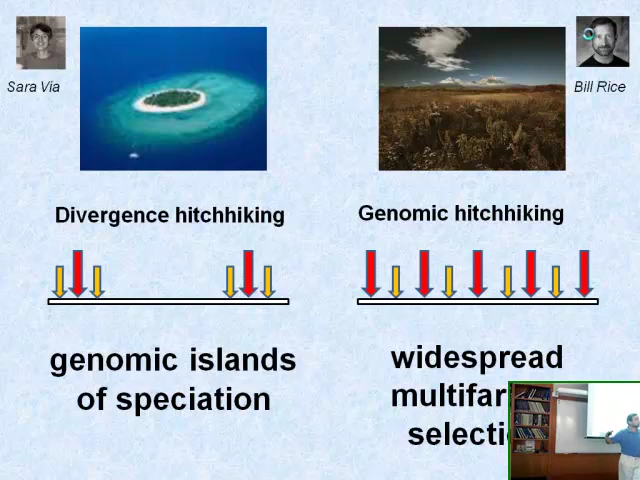 Sara Via
Bill Rice
Divergence hitchhiking
Genomic hitchhiking
genomic islands
of speciation
widespread